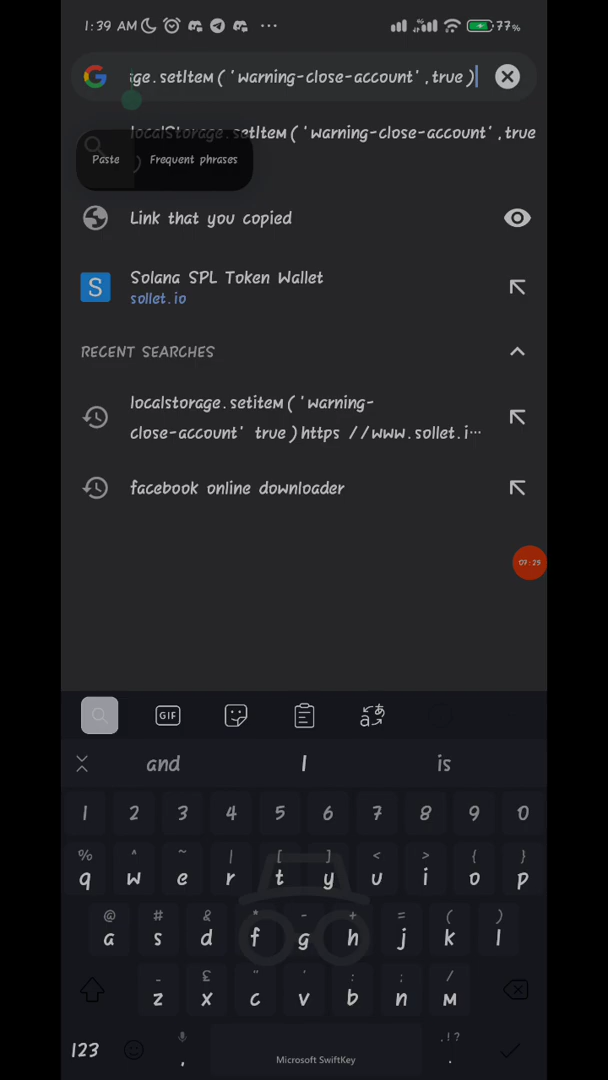 1:39 AM ... 77%
rge.setItem('warning-close-account',true)
localStorage.setItem('warning-close-account',true
)
Paste Frequent phrases
Link that you copied
S Solana SPL Token Wallet
sollet.io
RECENT SEARCHES
localstorage.setitem('warning-
close-account' true)https //www.sollet.i…
facebook online downloader
07:25
GIF
and I is
1 2 3 4 5 6 7 8 9 0
% ^ ~ | [ ] < > { }
q w e r t y u i o p
@ # & * - + = ( )
a s d f g h j k l
_ £ " ' : ; /
z x c v b n m
123 , Microsoft SwiftKey .!? .